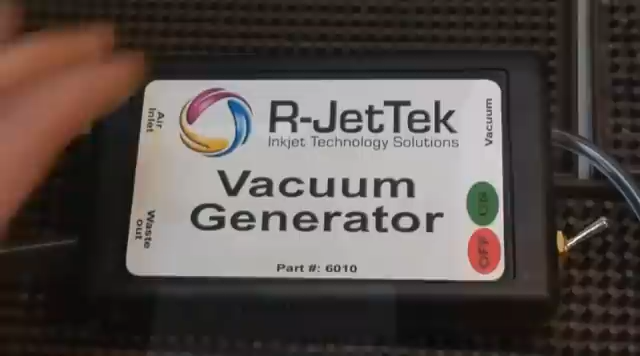 Air
Inlet
R-JetTek
Inkjet Technology Solutions
Vacuum
Vacuum
Generator
Waste
out
ON
OFF
Part #: 6010